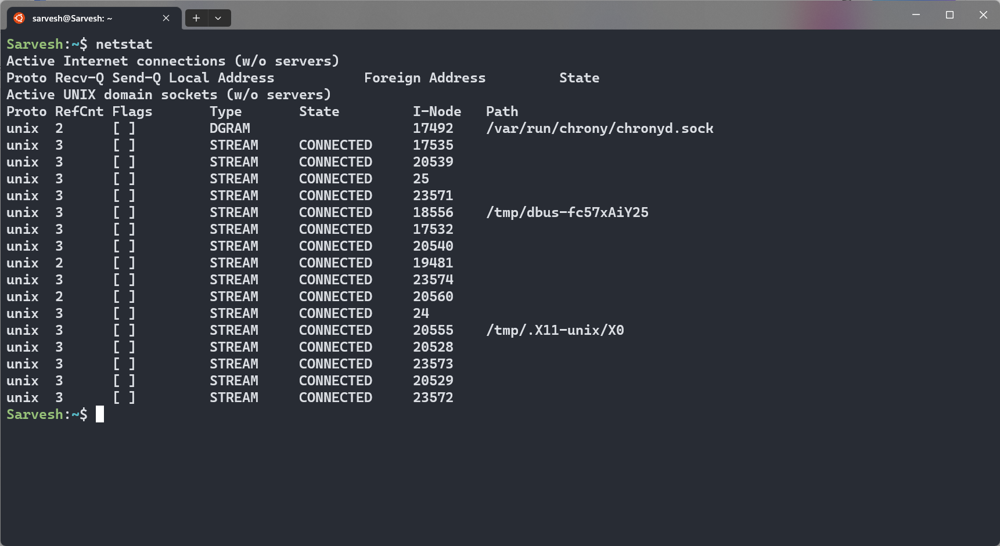 sarvesh@Sarvesh: ~
Sarvesh:~$ netstat
Active Internet connections (w/o servers)
Proto Recv-Q Send-Q Local Address           Foreign Address         State
Active UNIX domain sockets (w/o servers)
Proto RefCnt Flags       Type       State         I-Node   Path
unix  2      [ ]         DGRAM                    17492    /var/run/chrony/chronyd.sock
unix  3      [ ]         STREAM     CONNECTED     17535
unix  3      [ ]         STREAM     CONNECTED     20539
unix  3      [ ]         STREAM     CONNECTED     25
unix  3      [ ]         STREAM     CONNECTED     23571
unix  3      [ ]         STREAM     CONNECTED     18556    /tmp/dbus-fc57xAiY25
unix  3      [ ]         STREAM     CONNECTED     17532
unix  3      [ ]         STREAM     CONNECTED     20540
unix  2      [ ]         STREAM     CONNECTED     19481
unix  3      [ ]         STREAM     CONNECTED     23574
unix  2      [ ]         STREAM     CONNECTED     20560
unix  3      [ ]         STREAM     CONNECTED     24
unix  3      [ ]         STREAM     CONNECTED     20555    /tmp/.X11-unix/X0
unix  3      [ ]         STREAM     CONNECTED     20528
unix  3      [ ]         STREAM     CONNECTED     23573
unix  3      [ ]         STREAM     CONNECTED     20529
unix  3      [ ]         STREAM     CONNECTED     23572
Sarvesh:~$